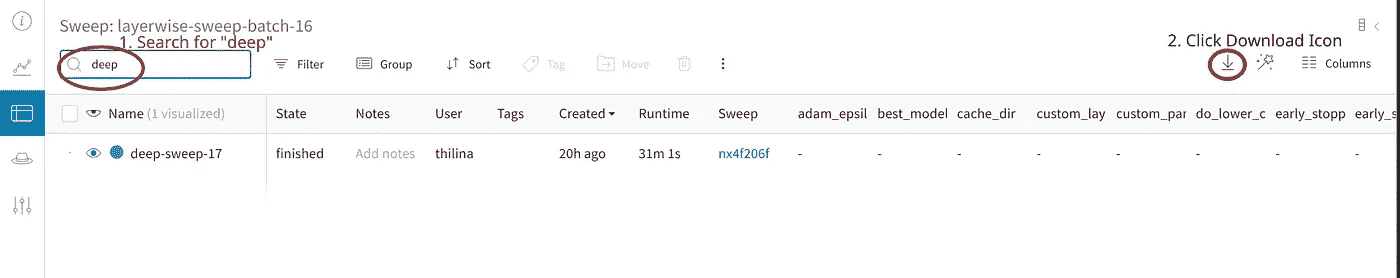 Sweep: layerwise-sweep-batch-16
1. Search for "deep"
2. Click Download Icon
deep Filter Group Sort Tag Move Columns
Name (1 visualized) State Notes User Tags Created Runtime Sweep adam_epsil best_model cache_dir custom_lay custom_par do_lower_c early_stopp early_s
deep-sweep-17 finished Add notes thilina 20h ago 31m 1s nx4f206f - - - - - - - -